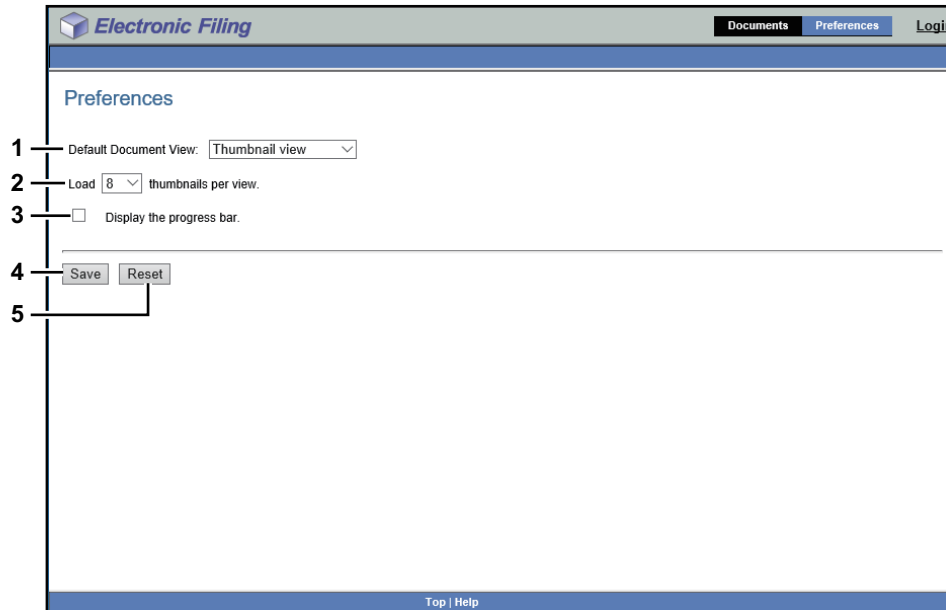 Electronic Filing Documents Preferences Logi
Preferences
1 Default Document View: Thumbnail view
2 Load 8 thumbnails per view.
3 Display the progress bar.
4 Save Reset
5
Top | Help